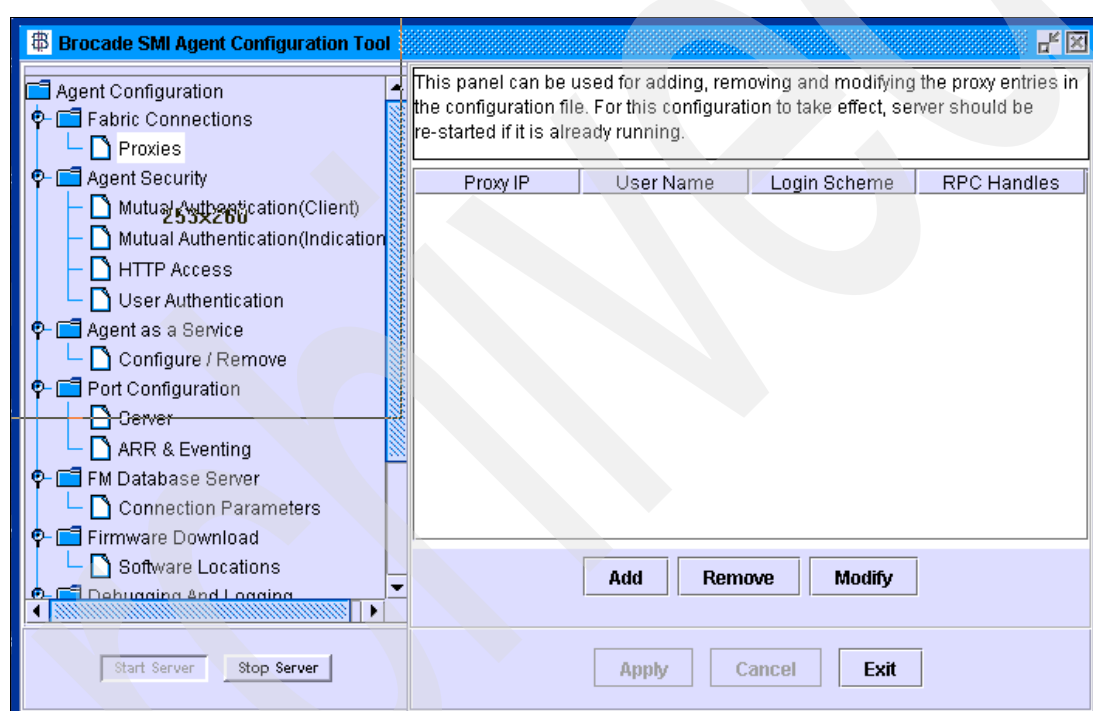 Brocade SMI Agent Configuration Tool
Agent Configuration
Fabric Connections
Proxies
Agent Security
Mutual Authentication(Client)
253x260
Mutual Authentication(Indication
HTTP Access
User Authentication
Agent as a Service
Configure / Remove
Port Configuration
Server
ARR & Eventing
FM Database Server
Connection Parameters
Firmware Download
Software Locations
Debugging And Logging
Start Server Stop Server
This panel can be used for adding, removing and modifying the proxy entries in
the configuration file. For this configuration to take effect, server should be
re-started if it is already running.
Proxy IP User Name Login Scheme RPC Handles
Add Remove Modify
Apply Cancel Exit